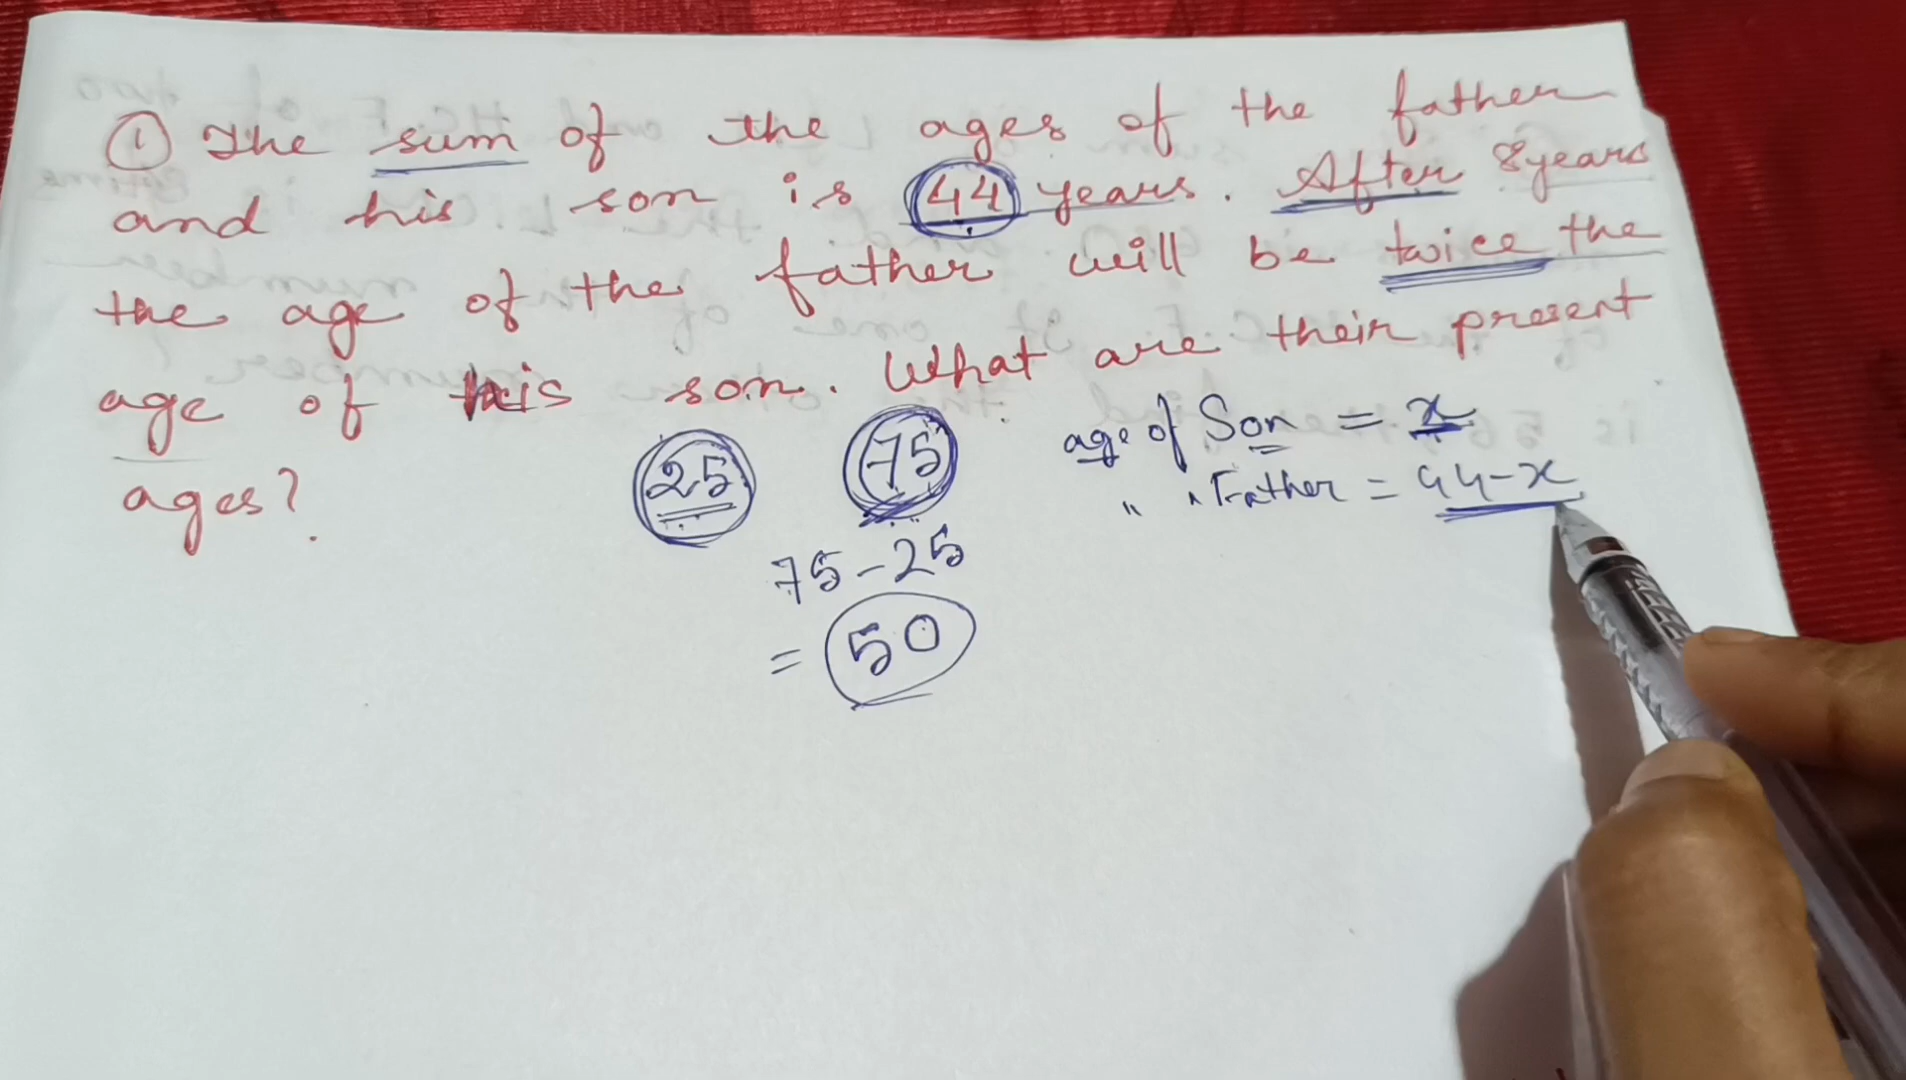 ① The sum of the ages of the father
and his son is 44 years. After 8years
the age of the father will be twice the
age of his son. What are their present
ages?
25 75
75-25
= 50
age of Son = x
" " Father = 44-x